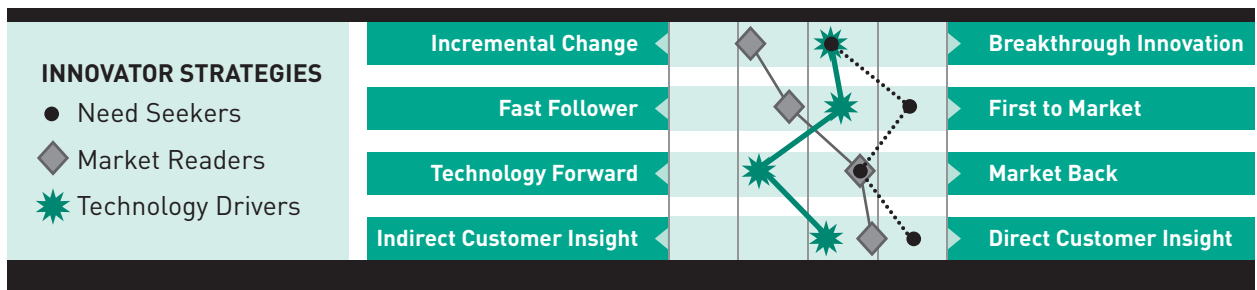 INNOVATOR STRATEGIES
Need Seekers
Market Readers
Technology Drivers
Incremental Change
Breakthrough Innovation
Fast Follower
First to Market
Technology Forward
Market Back
Indirect Customer Insight
Direct Customer Insight